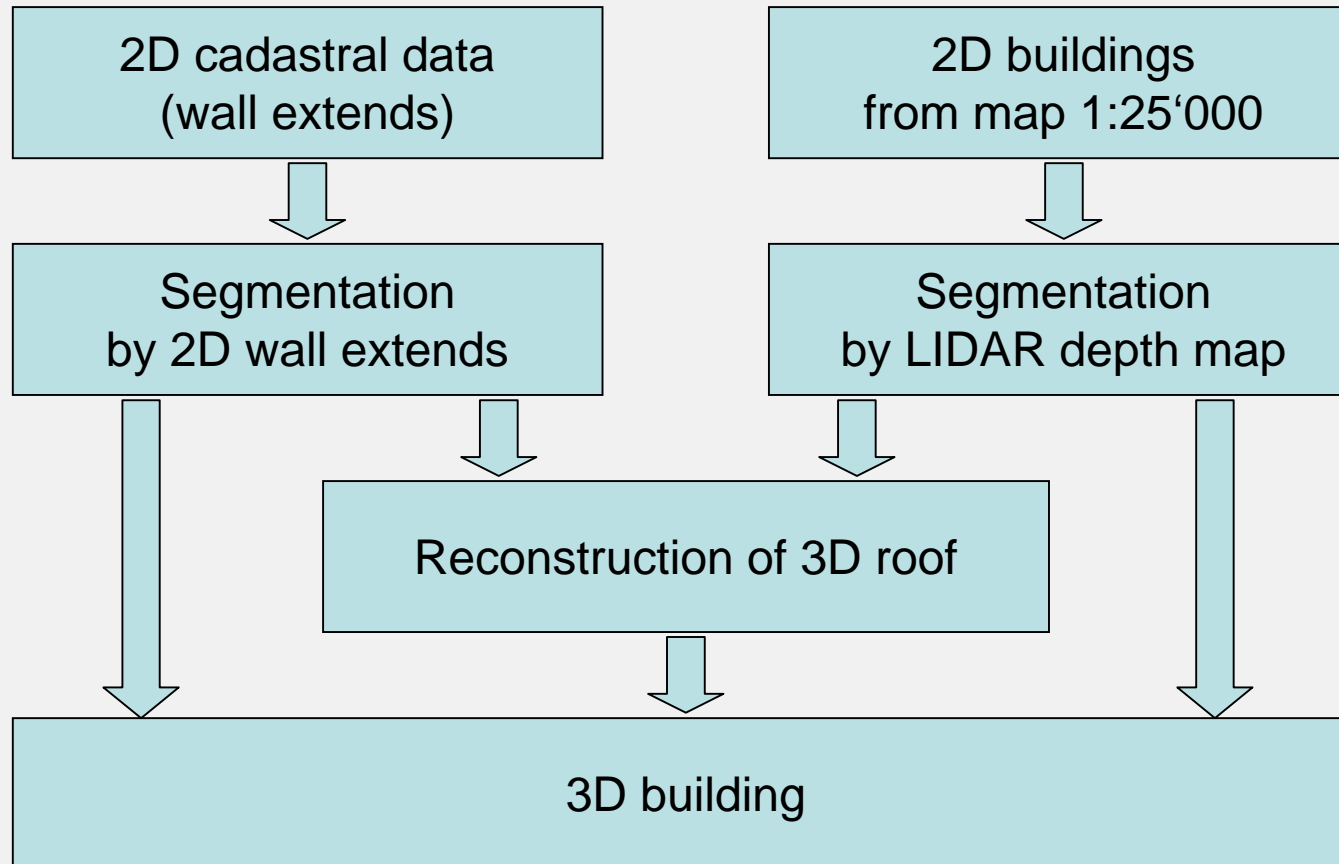 2D cadastral data
(wall extends)
2D buildings
from map 1:25‘000
Segmentation
by 2D wall extends
Segmentation
by LIDAR depth map
Reconstruction of 3D roof
3D building